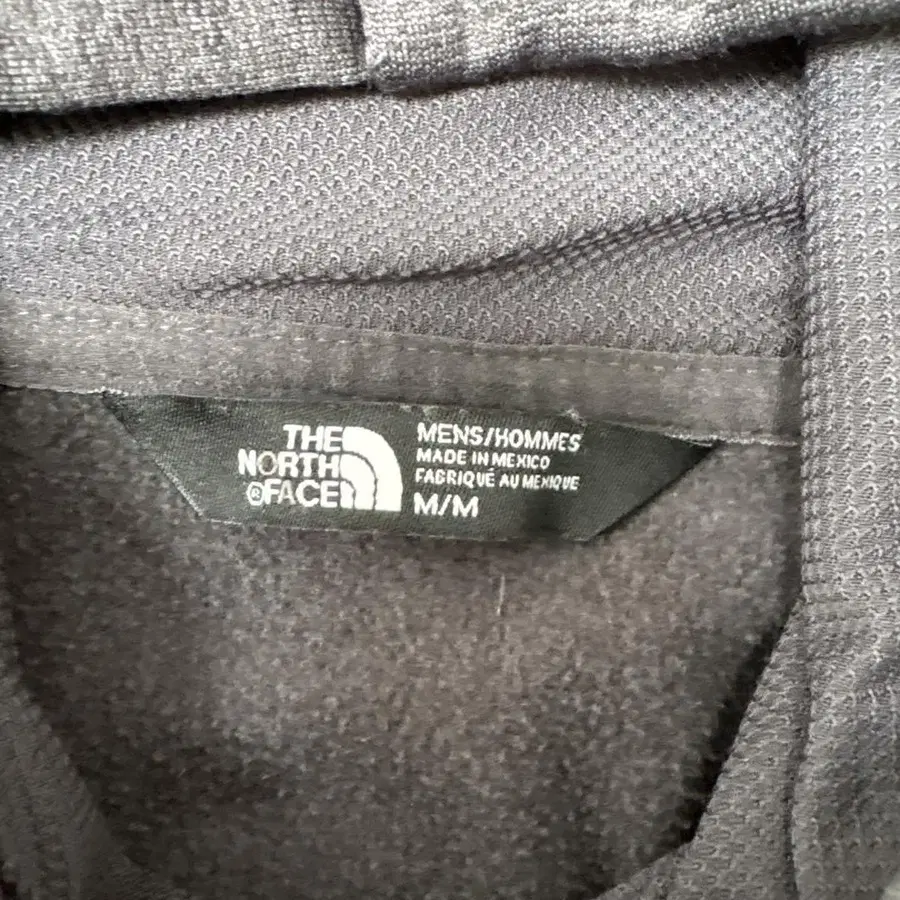 THE
NORTH
®FACE
MENS/HOMMES
MADE IN MEXICO
FABRIQUÉ AU MEXIQUE
M/M